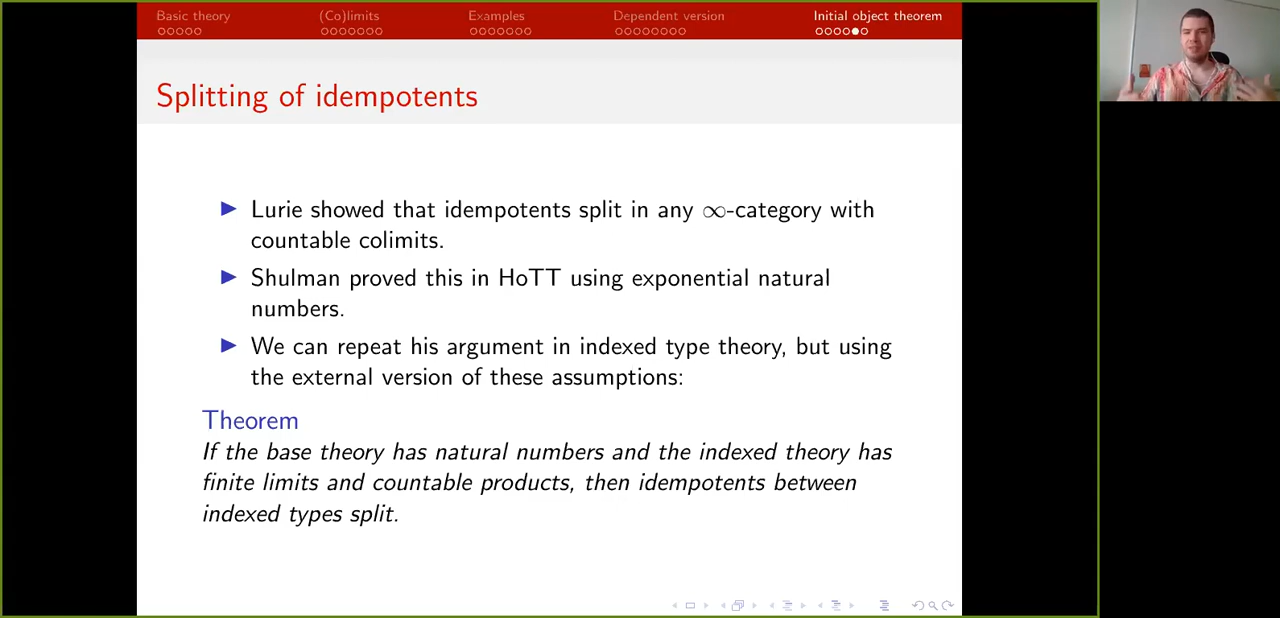 Basic theory (Co)limits Examples Dependent version Initial object theorem
Splitting of idempotents
Lurie showed that idempotents split in any ∞-category with
countable colimits.
Shulman proved this in HoTT using exponential natural
numbers.
We can repeat his argument in indexed type theory, but using
the external version of these assumptions:
Theorem
If the base theory has natural numbers and the indexed theory has
finite limits and countable products, then idempotents between
indexed types split.